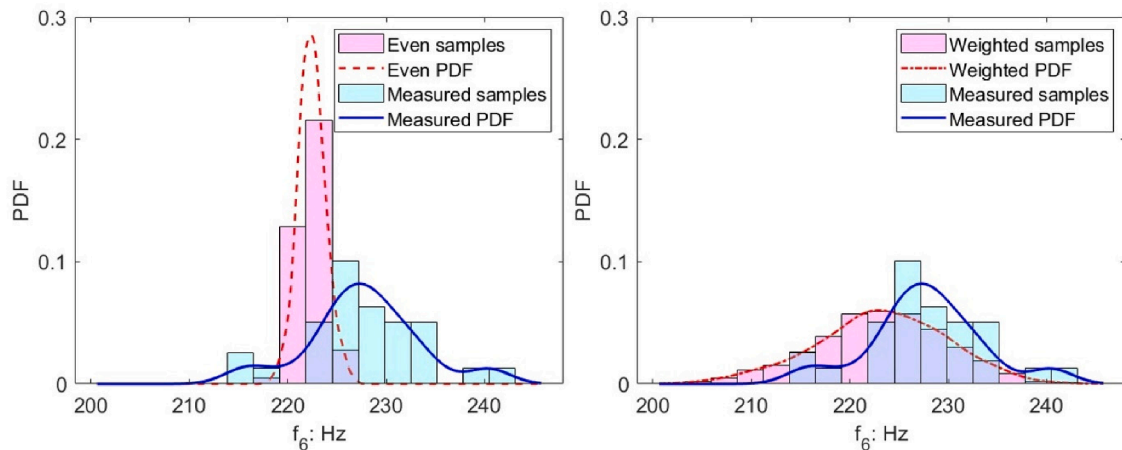 0.3
0.2
0.1
0
PDF
200
210
220
230
240
f6: Hz
Even samples
Even PDF
Measured samples
Measured PDF
0.3
0.2
0.1
0
PDF
200
210
220
230
240
f6: Hz
Weighted samples
Weighted PDF
Measured samples
Measured PDF